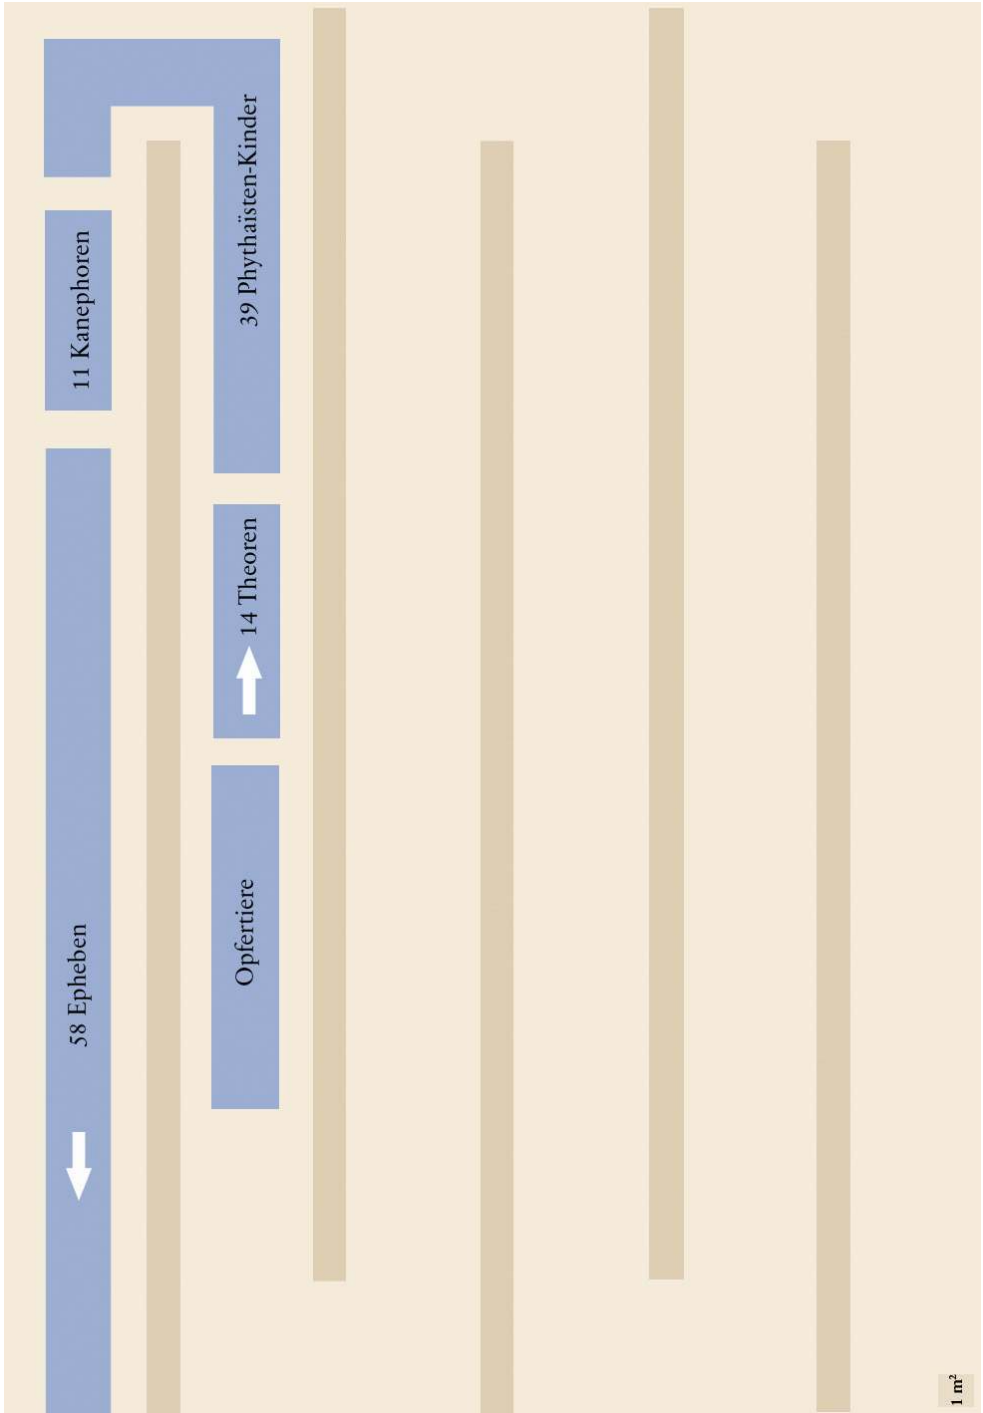 58 Epheben
11 Kanephoren
39 Phythaïsten-Kinder
14 Theoren
Opfertiere
1 m²